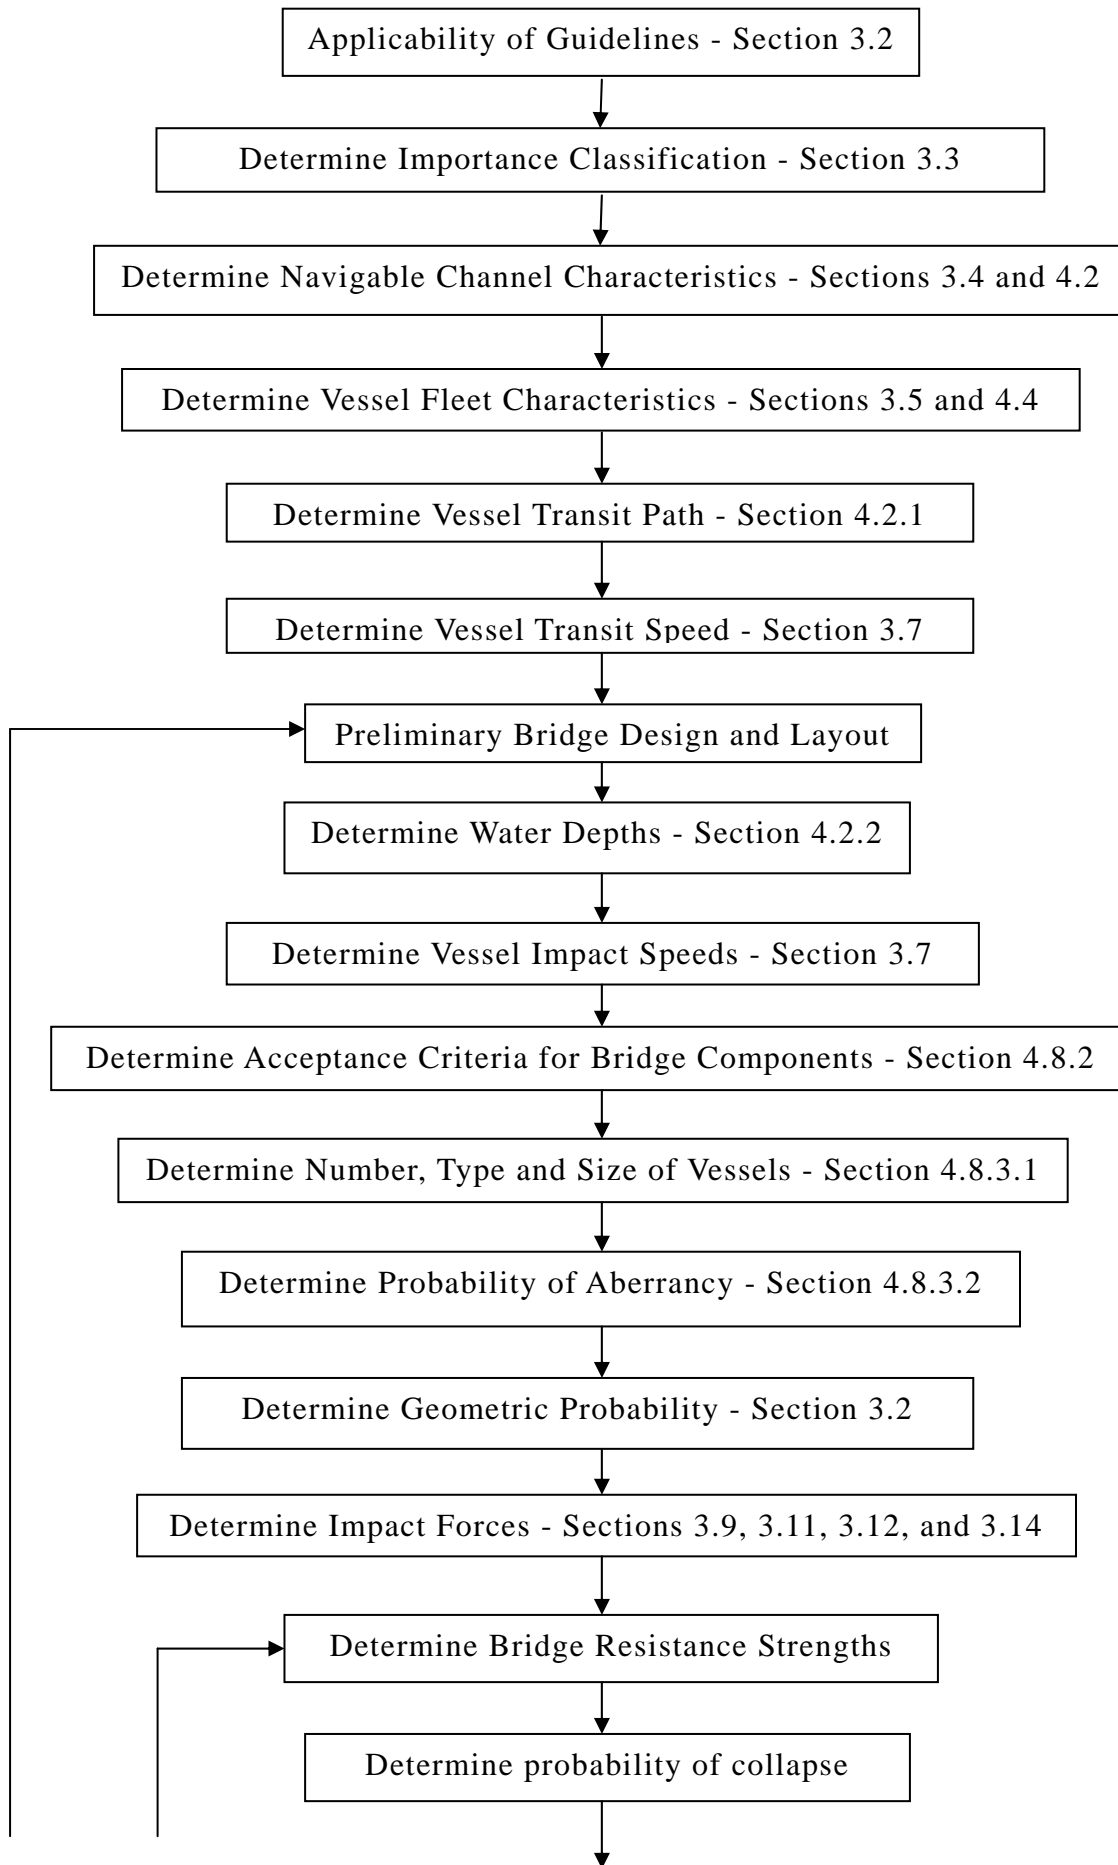 Applicability of Guidelines - Section 3.2
Determine Importance Classification - Section 3.3
Determine Navigable Channel Characteristics - Sections 3.4 and 4.2
Determine Vessel Fleet Characteristics - Sections 3.5 and 4.4
Determine Vessel Transit Path - Section 4.2.1
Determine Vessel Transit Speed - Section 3.7
Preliminary Bridge Design and Layout
Determine Water Depths - Section 4.2.2
Determine Vessel Impact Speeds - Section 3.7
Determine Acceptance Criteria for Bridge Components - Section 4.8.2
Determine Number, Type and Size of Vessels - Section 4.8.3.1
Determine Probability of Aberrancy - Section 4.8.3.2
Determine Geometric Probability - Section 3.2
Determine Impact Forces - Sections 3.9, 3.11, 3.12, and 3.14
Determine Bridge Resistance Strengths
Determine probability of collapse